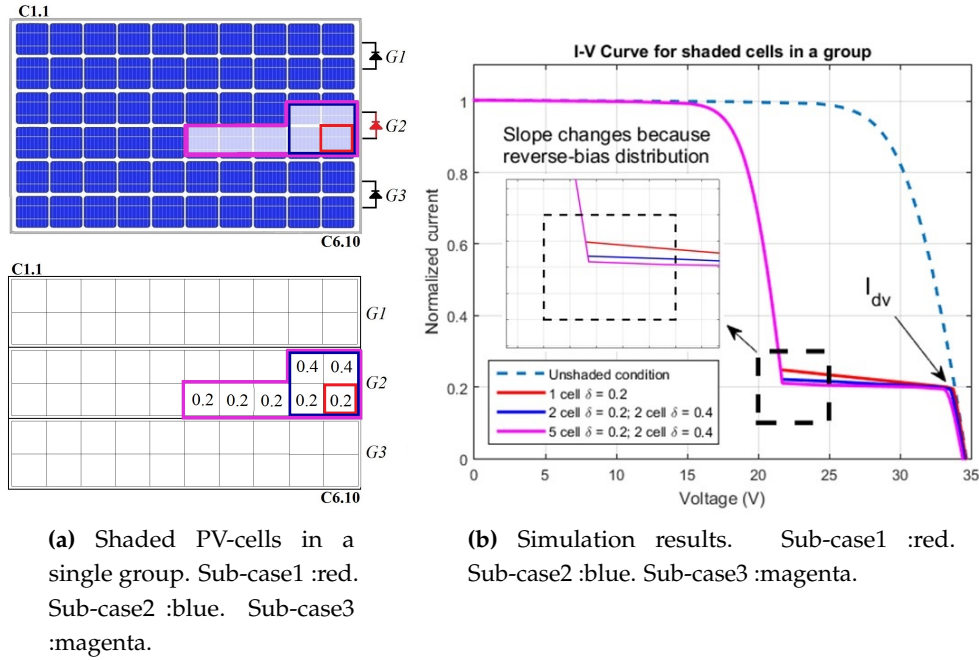 C1.1
G1
G2
G3
C6.10
C1.1
G1
0.4 0.4
G2
0.2 0.2 0.2 0.2 0.2
G3
C6.10
(a) Shaded PV-cells in a
single group. Sub-case1 :red.
Sub-case2 :blue. Sub-case3
:magenta.
I-V Curve for shaded cells in a group
Normalized current
1
0.8
0.6
0.4
0.2
0
Slope changes because
reverse-bias distribution
I_dv
Unshaded condition
1 cell δ = 0.2
2 cell δ = 0.2; 2 cell δ = 0.4
5 cell δ = 0.2; 2 cell δ = 0.4
0 5 10 15 20 25 30 35
Voltage (V)
(b) Simulation results. Sub-case1 :red.
Sub-case2 :blue. Sub-case3 :magenta.